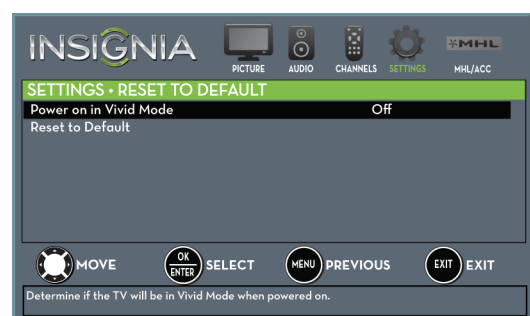 INSIGNIA
PICTURE AUDIO CHANNELS SETTINGS MHL MHL/ACC
SETTINGS • RESET TO DEFAULT
Power on in Vivid Mode Off
Reset to Default
MOVE OK ENTER SELECT MENU PREVIOUS EXIT EXIT
Determine if the TV will be in Vivid Mode when powered on.